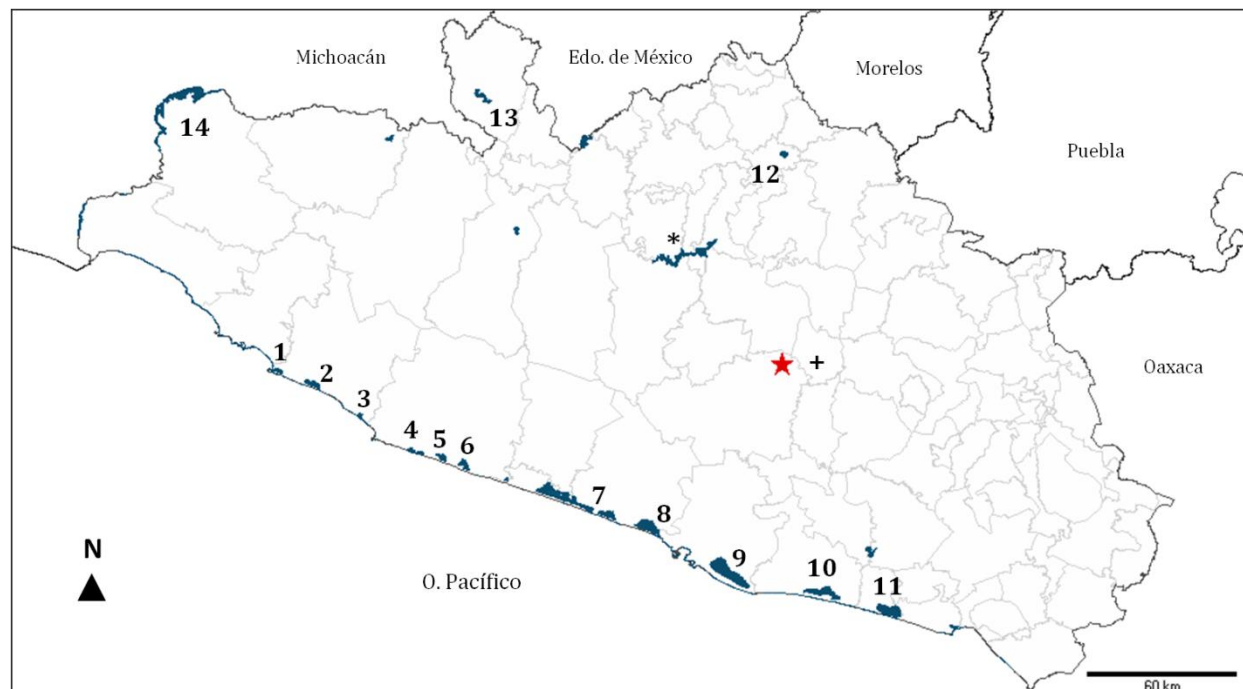 Michoacán
Edo. de México
Morelos
13
14
12
Puebla
*
+
Oaxaca
1
2
3
4
5
6
7
8
9
10
11
N
O. Pacífico
60 km